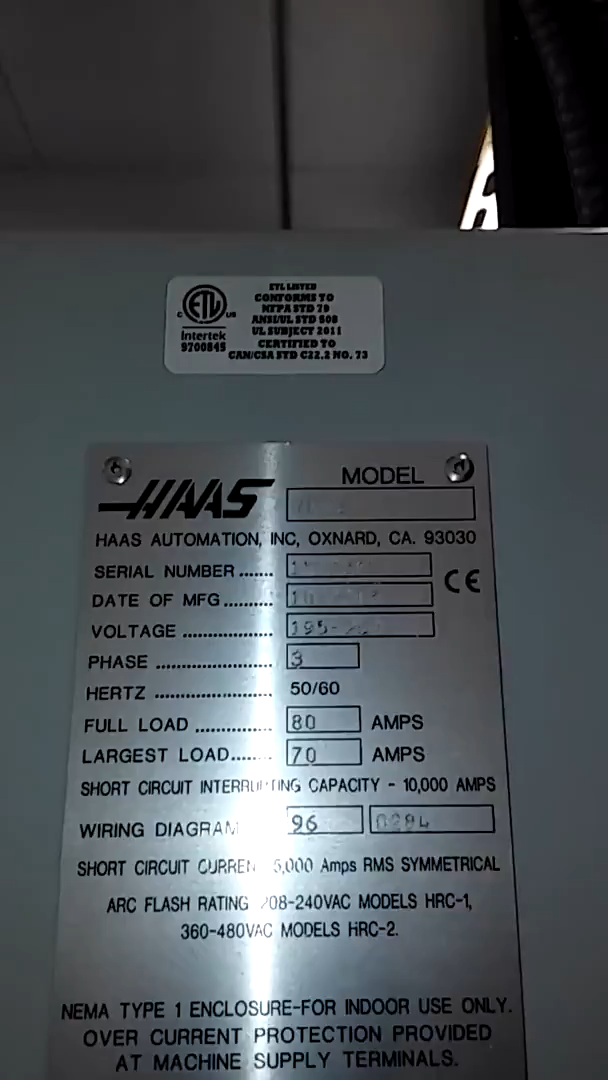 ETL LISTED
CONFORMS TO
NFPA STD 79
ANSI/UL STD 508
UL SUBJECT 2011
CERTIFIED TO
CAN/CSA STD C22.2 NO. 73
C ETL US
Intertek
9700845
HAAS MODEL
HAAS AUTOMATION, INC, OXNARD, CA. 93030
SERIAL NUMBER ....... CE
DATE OF MFG..........
VOLTAGE ................... 195-
PHASE ........................ 3
HERTZ ........................ 50/60
FULL LOAD ................ 80 AMPS
LARGEST LOAD........ 70 AMPS
SHORT CIRCUIT CAPACITY - 10,000 AMPS
WIRING DIAGRAM 96
SHORT CIRCUIT 5,000 Amps RMS SYMMETRICAL
ARC FLASH RATING 208-240VAC MODELS HRC-1,
360-480VAC MODELS HRC-2.
NEMA TYPE 1 ENCLOSURE-FOR INDOOR USE ONLY.
OVER CURRENT PROTECTION PROVIDED
AT MACHINE SUPPLY TERMINALS.